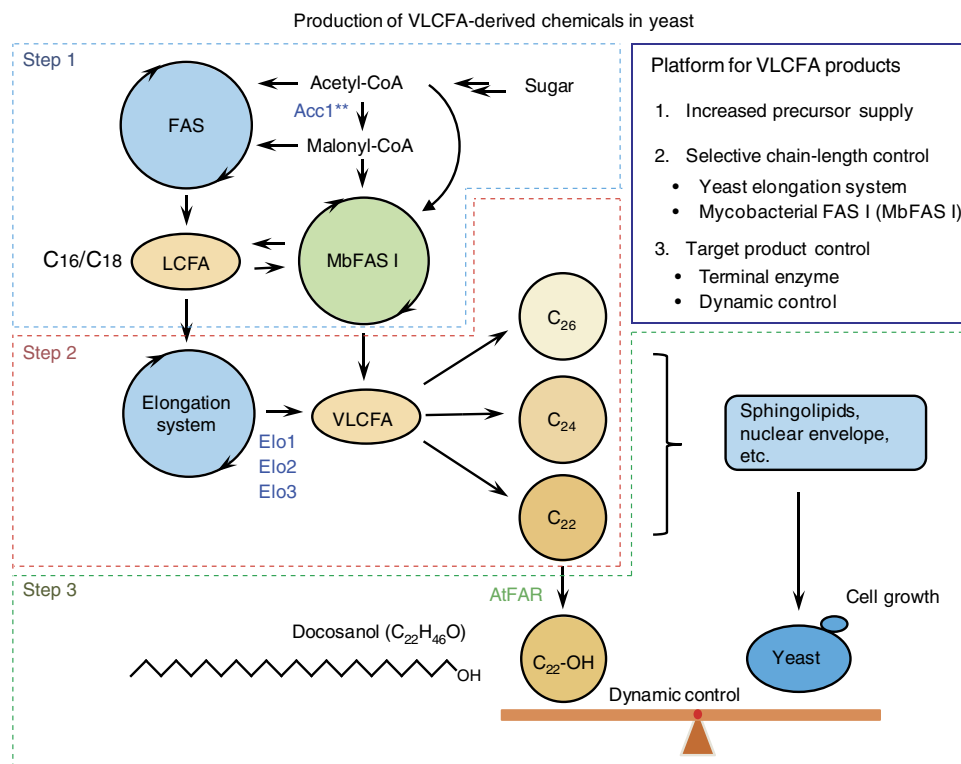 Production of VLCFA-derived chemicals in yeast
Step 1
FAS
Acetyl-CoA
Sugar
Acc1**
Malonyl-CoA
C16/C18
LCFA
MbFAS I
Platform for VLCFA products
1. Increased precursor supply
2. Selective chain-length control
• Yeast elongation system
• Mycobacterial FAS I (MbFAS I)
3. Target product control
• Terminal enzyme
• Dynamic control
Step 2
Elongation
system
Elo1
Elo2
Elo3
VLCFA
C26
C24
C22
Sphingolipids,
nuclear envelope,
etc.
Step 3
AtFAR
Docosanol (C22H46O)
OH
C22-OH
Cell growth
Yeast
Dynamic control